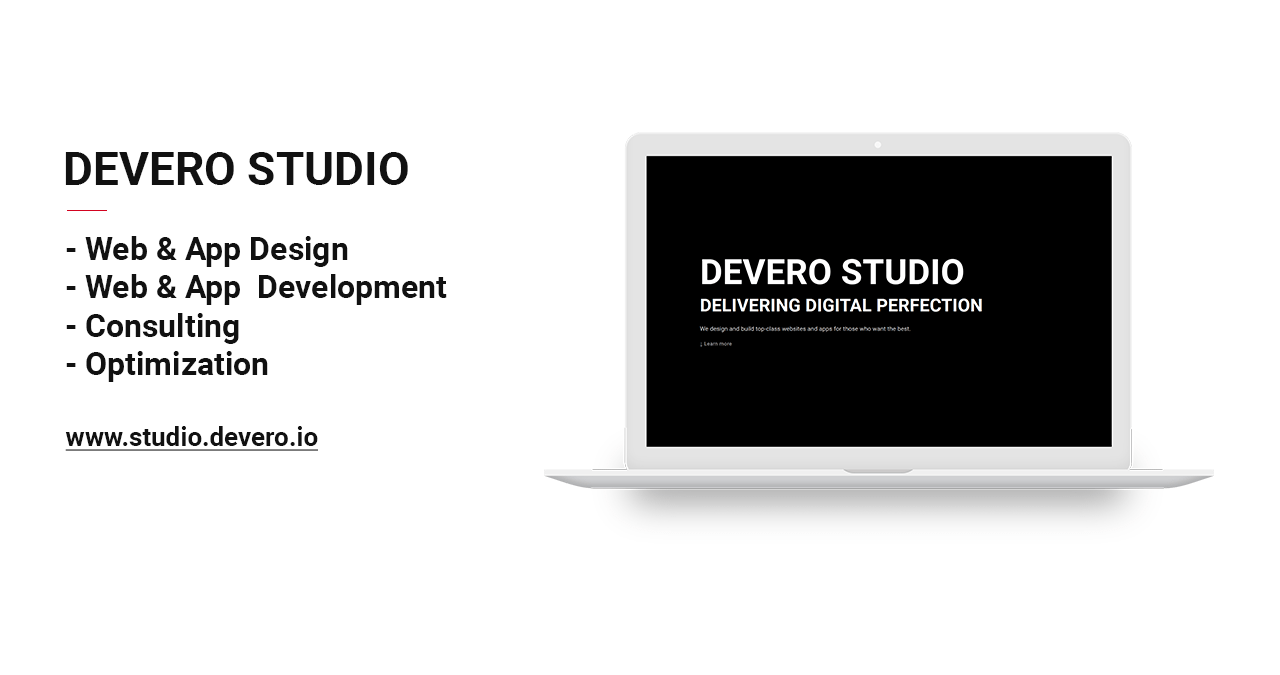 DEVERO STUDIO
- Web & App Design
- Web & App  Development
- Consulting
- Optimization
www.studio.devero.io
DEVERO STUDIO
DELIVERING DIGITAL PERFECTION
We design and build top-class websites and apps for those who want the best.
↓ Learn more